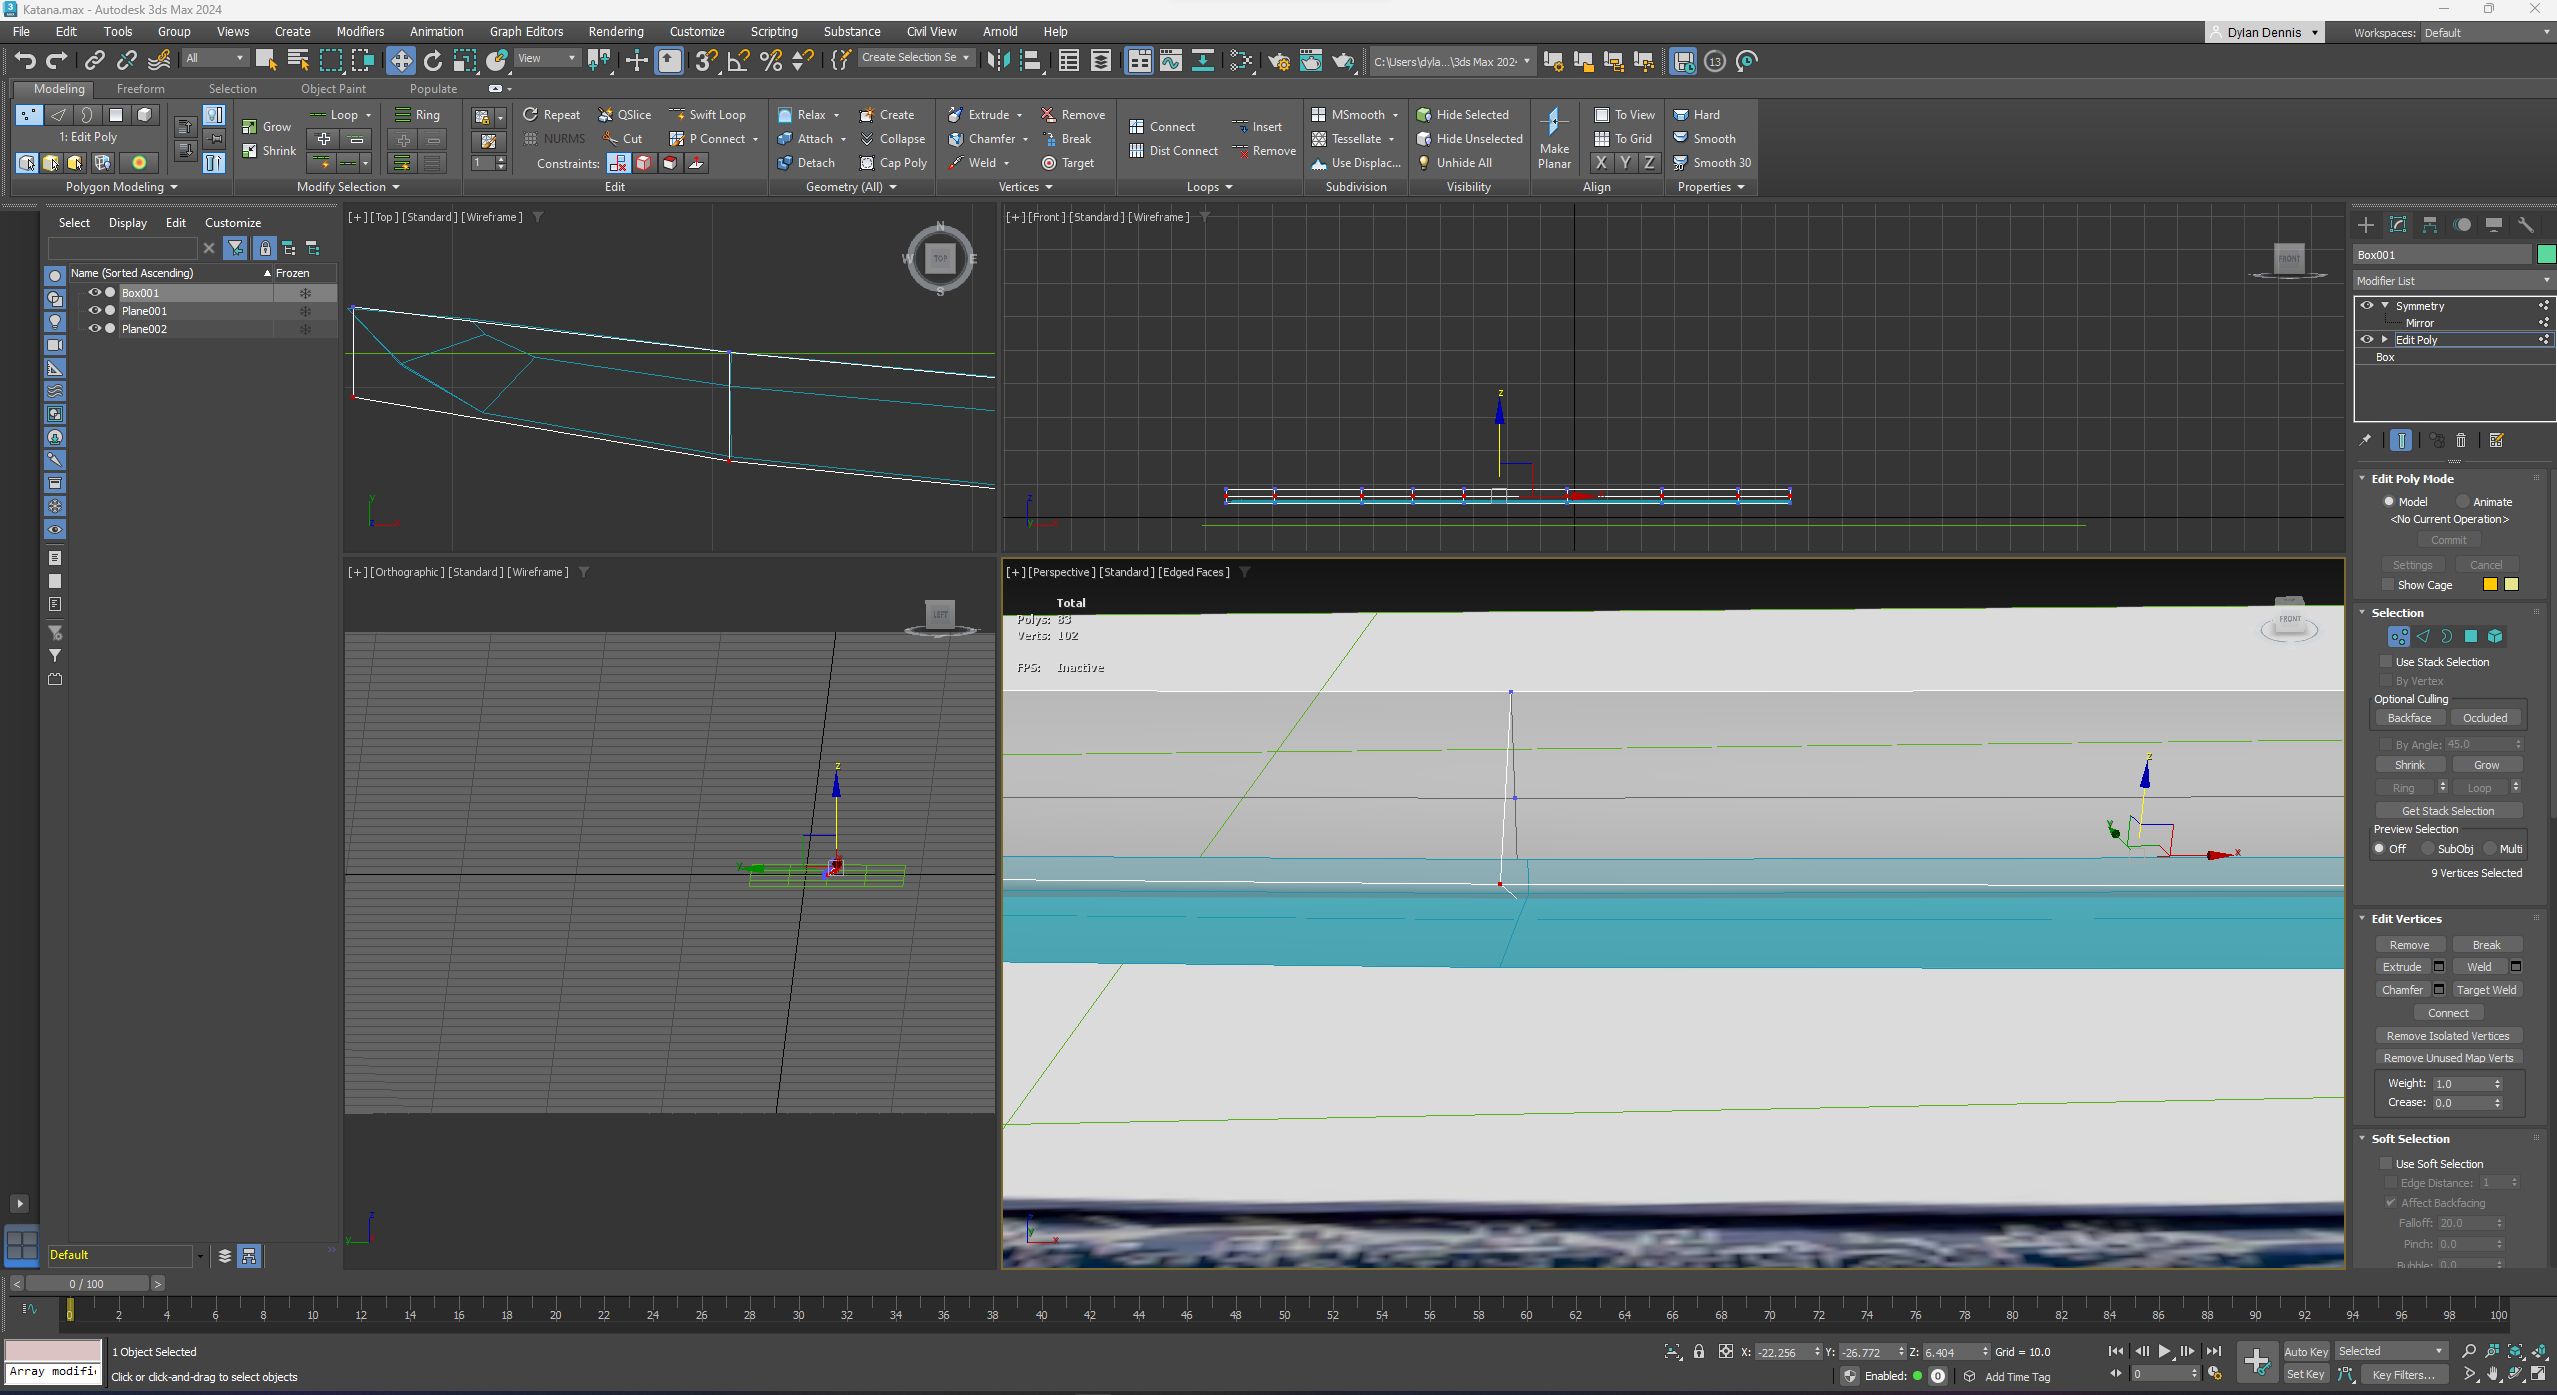 Katana.max - Autodesk 3ds Max 2024
File Edit Tools Group Views Create Modifiers Animation Graph Editors Rendering Customize Scripting Substance Civil View Arnold Help
Dylan Dennis
Workspaces: Default
All View Create Selection Se C:\Users\dyla...\3ds Max 202 13
Modeling Freeform Selection Object Paint Populate
1: Edit Poly
Polygon Modeling
Grow
Shrink
Loop
Ring
Modify Selection
1
Repeat QSlice Swift Loop
NURMS Cut P Connect
Constraints:
Edit
Relax Create
Attach Collapse
Detach Cap Poly
Geometry (All)
Extrude Remove
Chamfer Break
Weld Target
Vertices
Connect Insert
Dist Connect Remove
Loops
MSmooth
Tessellate
Use Displac...
Subdivision
Hide Selected
Hide Unselected
Unhide All
Visibility
Make
Planar
To View
To Grid
X Y Z
Align
Hard
Smooth
Smooth 30
Properties
Select Display Edit Customize
Name (Sorted Ascending) Frozen
Box001
Plane001
Plane002
Default
[+] [Top] [Standard] [Wireframe]
N
W TOP E
S
y
z
[+] [Front] [Standard] [Wireframe]
FRONT
z
z
y
[+] [Orthographic] [Standard] [Wireframe]
LEFT
z
y
z
y
[+] [Perspective] [Standard] [Edged Faces]
Total
Polys: 83
Verts: 102
FPS: Inactive
FRONT
z
y
x
y
x
Box001
Modifier List
Symmetry
Mirror
Edit Poly
Box
Edit Poly Mode
Model Animate
<No Current Operation>
Commit
Settings Cancel
Show Cage
Selection
Use Stack Selection
By Vertex
Optional Culling
Backface Occluded
By Angle: 45.0
Shrink Grow
Ring Loop
Get Stack Selection
Preview Selection
Off SubObj Multi
9 Vertices Selected
Edit Vertices
Remove Break
Extrude Weld
Chamfer Target Weld
Connect
Remove Isolated Vertices
Remove Unused Map Verts
Weight: 1.0
Crease: 0.0
Soft Selection
Use Soft Selection
Edge Distance: 1
Affect Backfacing
Falloff: 20.0
Pinch: 0.0
Bubble: 0.0
< 0 / 100 >
0 2 4 6 8 10 12 14 16 18 20 22 24 26 28 30 32 34 36 38 40 42 44 46 48 50 52 54 56 58 60 62 64 66 68 70 72 74 76 78 80 82 84 86 88 90 92 94 96 98 100
1 Object Selected
Array modifi
Click or click-and-drag to select objects
X: -22.256 Y: -26.772 Z: 6.404 Grid = 10.0
Enabled: 0 Add Time Tag
0
Auto Key Selected
Set Key Key Filters...